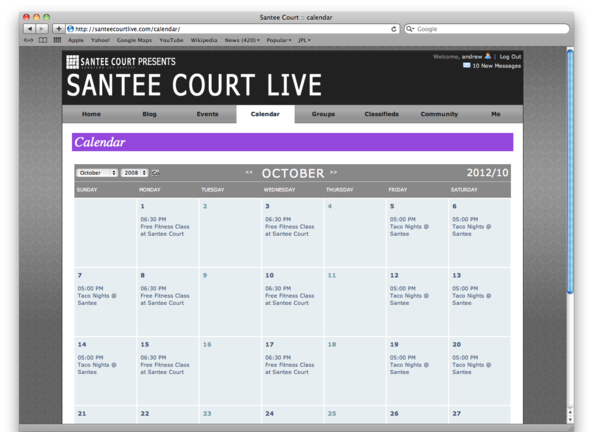 Santee Court :: calendar
http://santeecourtlive.com/calendar/
Google
Apple Yahoo! Google Maps YouTube Wikipedia News (420) Popular JPL
SANTEE COURT PRESENTS
Welcome, andrew | Log Out
10 New Messages
SANTEE COURT LIVE
Home Blog Events Calendar Groups Classifieds Community Me
Calendar
October 2008 Go
<< OCTOBER >>
2012/10
SUNDAY MONDAY TUESDAY WEDNESDAY THURSDAY FRIDAY SATURDAY
1 2 3 4 5 6
06:30 PM 06:30 PM 05:00 PM 05:00 PM
Free Fitness Class Free Fitness Class Taco Nights @ Taco Nights @
at Santee Court at Santee Court Santee Santee
7 8 9 10 11 12 13
05:00 PM 06:30 PM 06:30 PM 05:00 PM 05:00 PM
Taco Nights @ Free Fitness Class Free Fitness Class Taco Nights @ Taco Nights @
Santee at Santee Court at Santee Court Santee Santee
14 15 16 17 18 19 20
05:00 PM 06:30 PM 06:30 PM 05:00 PM 05:00 PM
Taco Nights @ Free Fitness Class Free Fitness Class Taco Nights @ Taco Nights @
Santee at Santee Court at Santee Court Santee Santee
21 22 23 24 25 26 27